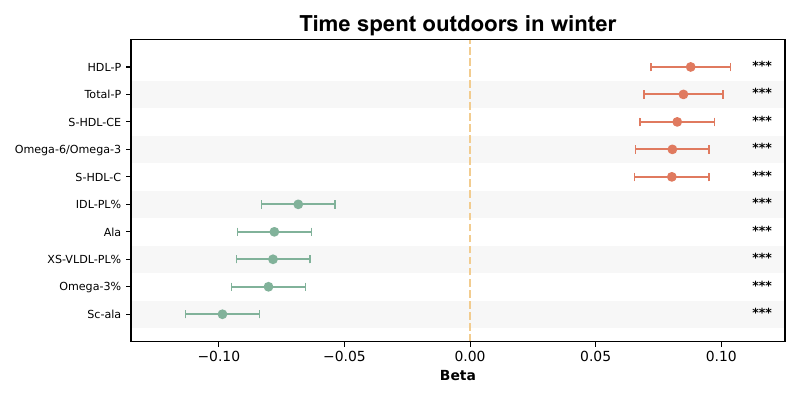 Time spent outdoors in winter
HDL-P ***
Total-P ***
S-HDL-CE ***
Omega-6/Omega-3 ***
S-HDL-C ***
IDL-PL% ***
Ala ***
XS-VLDL-PL% ***
Omega-3% ***
Sc-ala ***
−0.10 −0.05 0.00 0.05 0.10
Beta